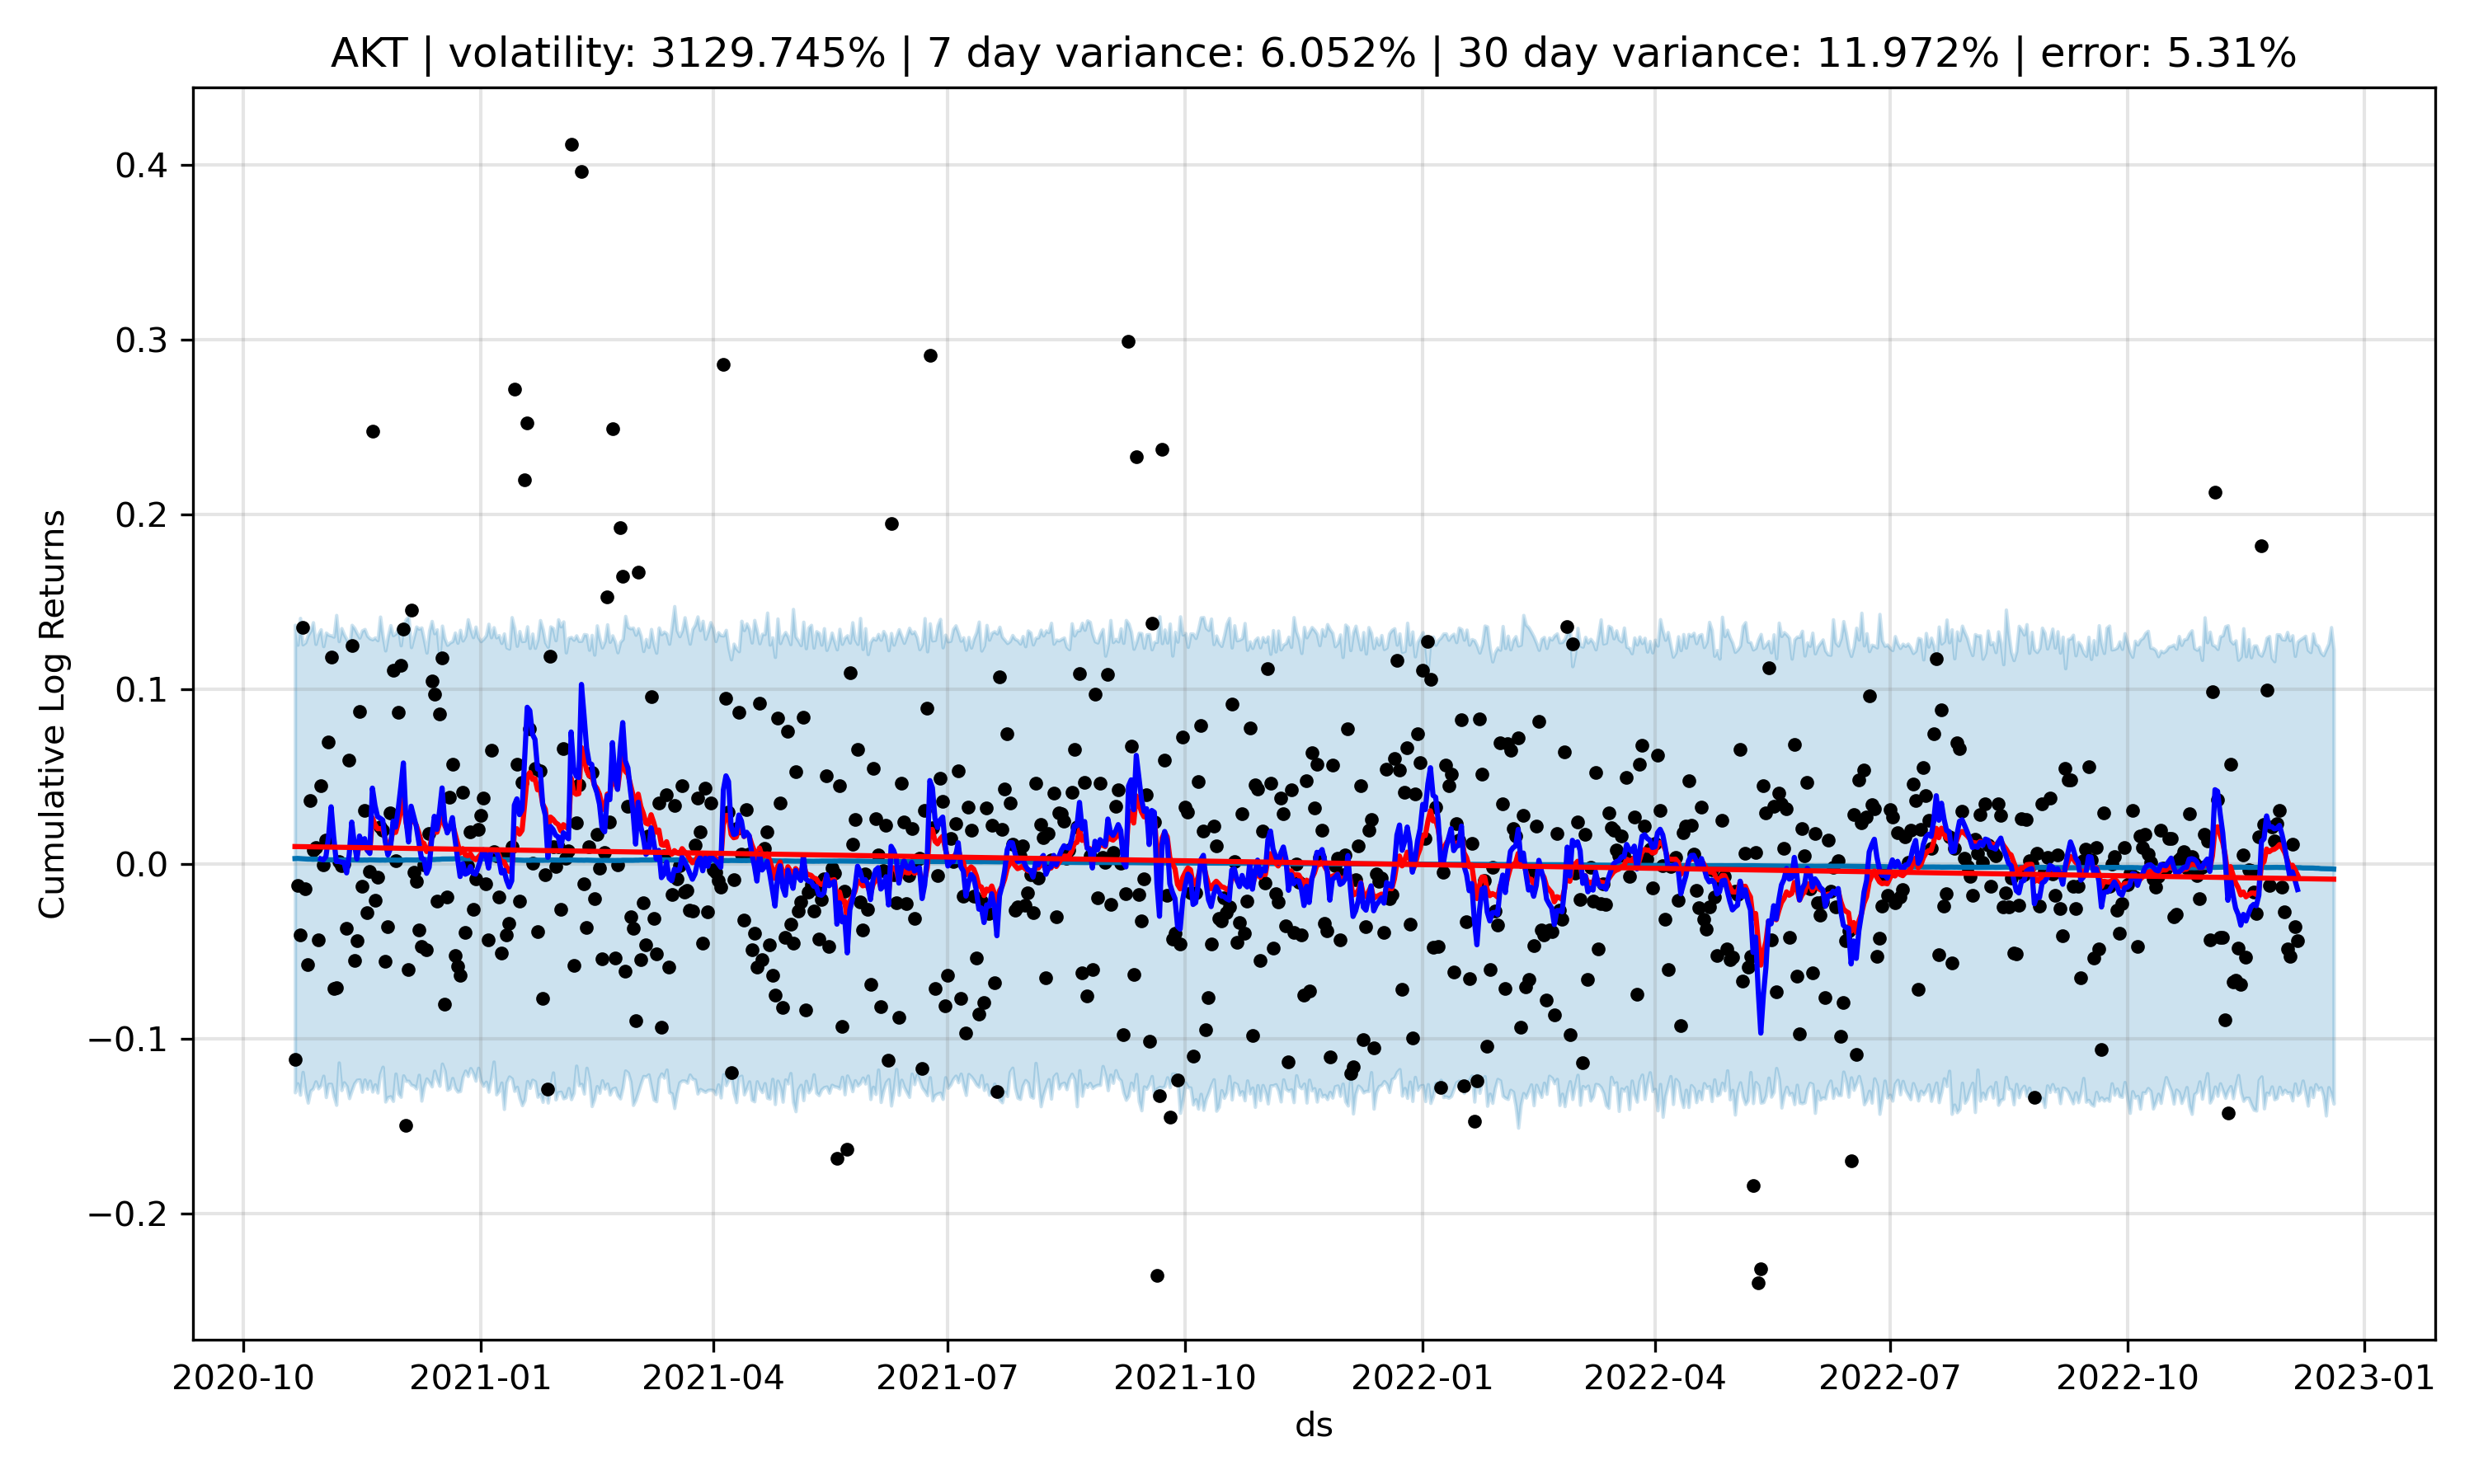 AKT | volatility: 3129.745% | 7 day variance: 6.052% | 30 day variance: 11.972% | error: 5.31%
Cumulative Log Returns
0.4
0.3
0.2
0.1
0.0
−0.1
−0.2
2020-10 2021-01 2021-04 2021-07 2021-10 2022-01 2022-04 2022-07 2022-10 2023-01
ds